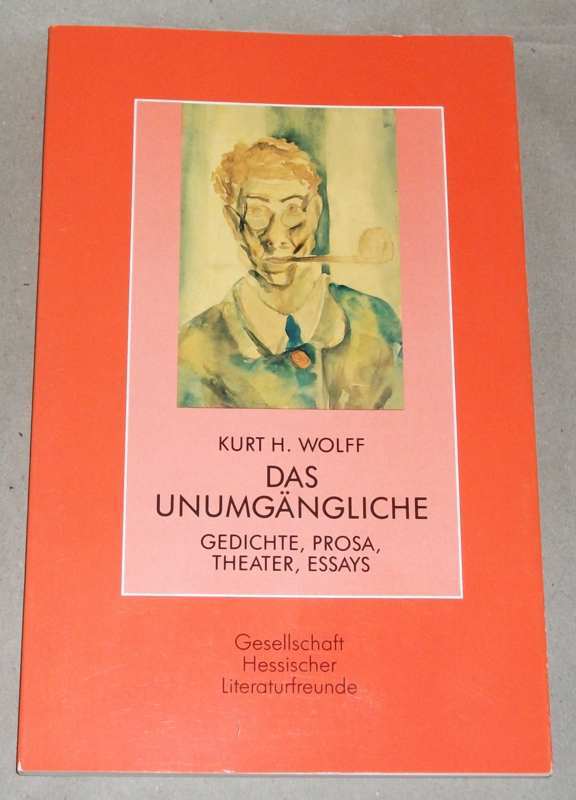 KURT H. WOLFF
DAS
UNUMGÄNGLICHE
GEDICHTE, PROSA,
THEATER, ESSAYS
Gesellschaft
Hessischer
Literaturfreunde